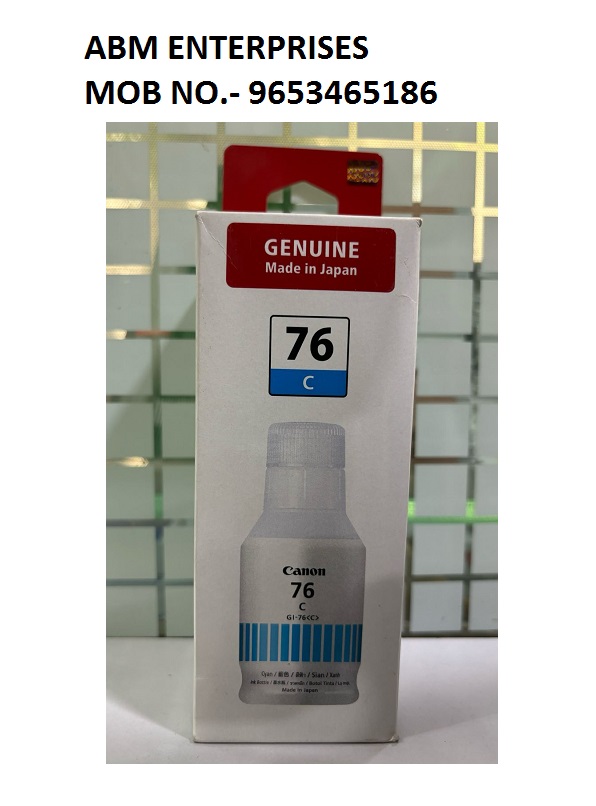 ABM ENTERPRISES
MOB NO.- 9653465186
GENUINE
Made in Japan
76
C
Canon
76
C
GI-76<C>
Made in Japan